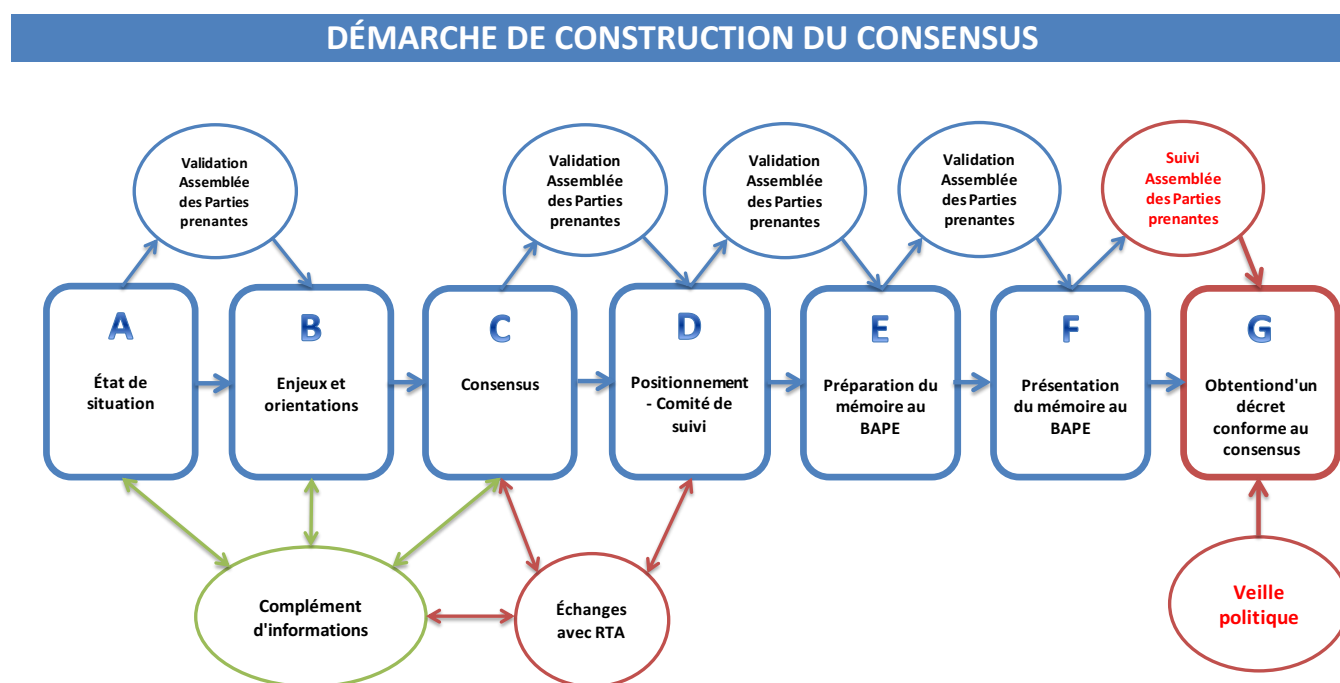 DÉMARCHE DE CONSTRUCTION DU CONSENSUS
Validation
Assemblée
des Parties
prenantes
Validation
Assemblée
des Parties
prenantes
Validation
Assemblée
des Parties
prenantes
Validation
Assemblée
des Parties
prenantes
Suivi
Assemblée
des Parties
prenantes
A
État de
situation
B
Enjeux et
orientations
C
Consensus
D
Positionnement
- Comité de
suivi
E
Préparation du
mémoire au
BAPE
F
Présentation
du mémoire au
BAPE
G
Obtentiond'un
décret
conforme au
consensus
Complément
d'informations
Échanges
avec RTA
Veille
politique